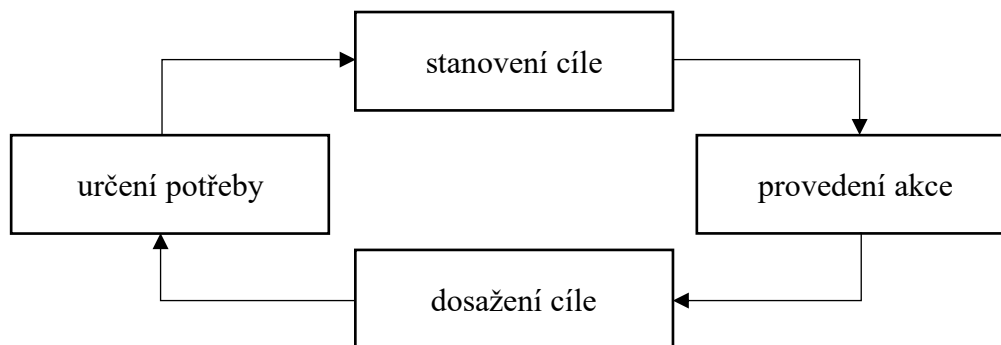 stanovení cíle
určení potřeby
provedení akce
dosažení cíle